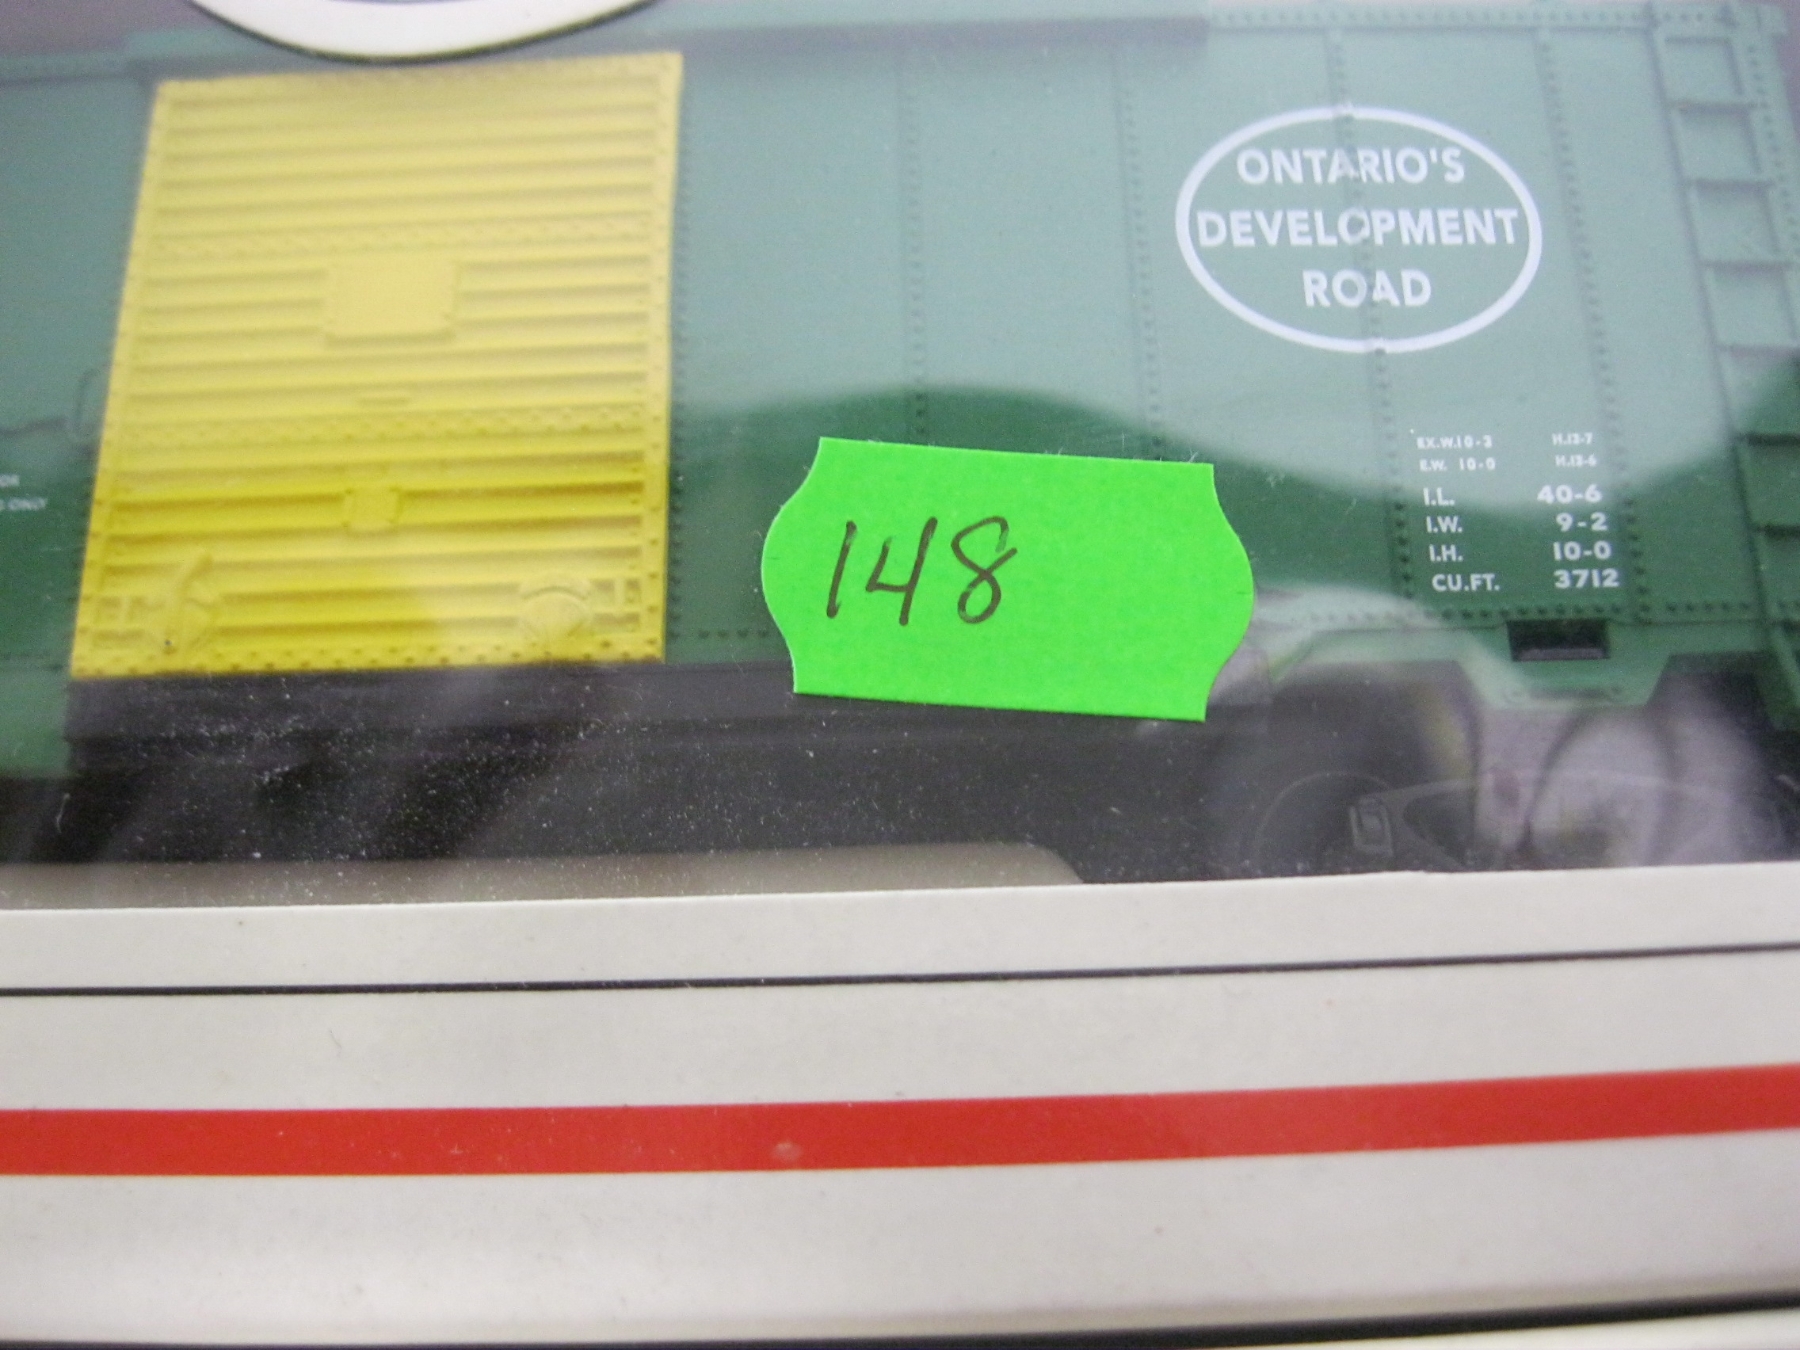 ONTARIO'S
DEVELOPMENT
ROAD
EX.W.10-3 H.13-7
E.W. 10-0 H.13-6
I.L. 40-6
I.W. 9-2
I.H. 10-0
CU.FT. 3712
ONLY
148